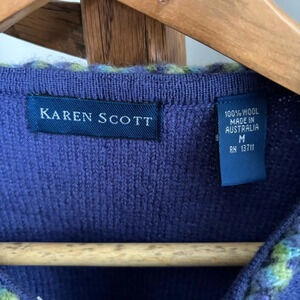 KAREN SCOTT
100% WOOL
MADE IN
AUSTRALIA
M
RN 13711